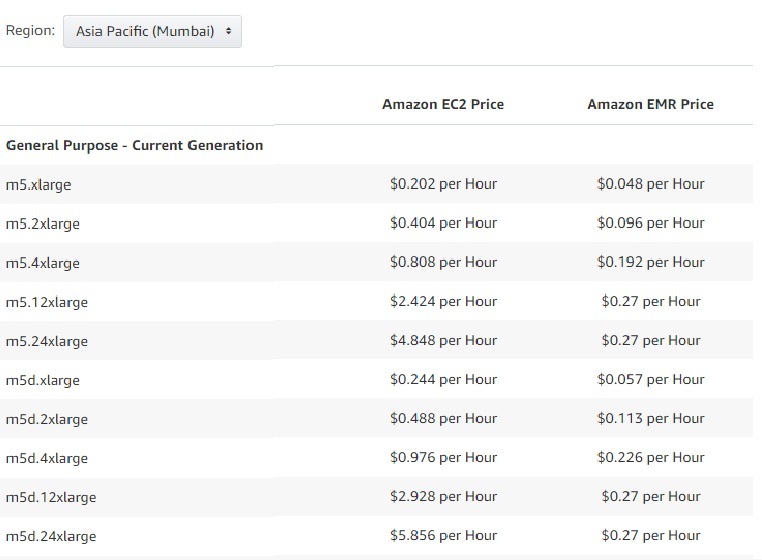 Region: Asia Pacific (Mumbai)
Amazon EC2 Price Amazon EMR Price
General Purpose - Current Generation
m5.xlarge $0.202 per Hour $0.048 per Hour
m5.2xlarge $0.404 per Hour $0.096 per Hour
m5.4xlarge $0.808 per Hour $0.192 per Hour
m5.12xlarge $2.424 per Hour $0.27 per Hour
m5.24xlarge $4.848 per Hour $0.27 per Hour
m5d.xlarge $0.244 per Hour $0.057 per Hour
m5d.2xlarge $0.488 per Hour $0.113 per Hour
m5d.4xlarge $0.976 per Hour $0.226 per Hour
m5d.12xlarge $2.928 per Hour $0.27 per Hour
m5d.24xlarge $5.856 per Hour $0.27 per Hour